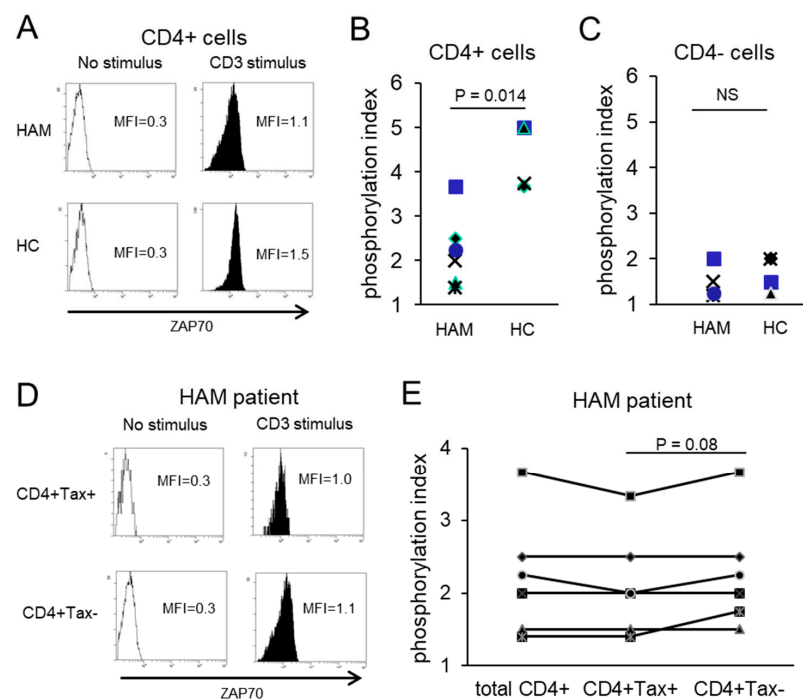 A
CD4+ cells
No stimulus
CD3 stimulus
HAM
MFI=0.3
MFI=1.1
HC
MFI=0.3
MFI=1.5
ZAP70
B
CD4+ cells
phosphorylation index
6
5
4
3
2
1
P = 0.014
HAM
HC
C
CD4- cells
phosphorylation index
6
5
4
3
2
1
NS
HAM
HC
D
HAM patient
No stimulus
CD3 stimulus
CD4+Tax+
MFI=0.3
MFI=1.0
CD4+Tax-
MFI=0.3
MFI=1.1
ZAP70
E
HAM patient
phosphorylation index
4
3
2
1
P = 0.08
total CD4+
CD4+Tax+
CD4+Tax-